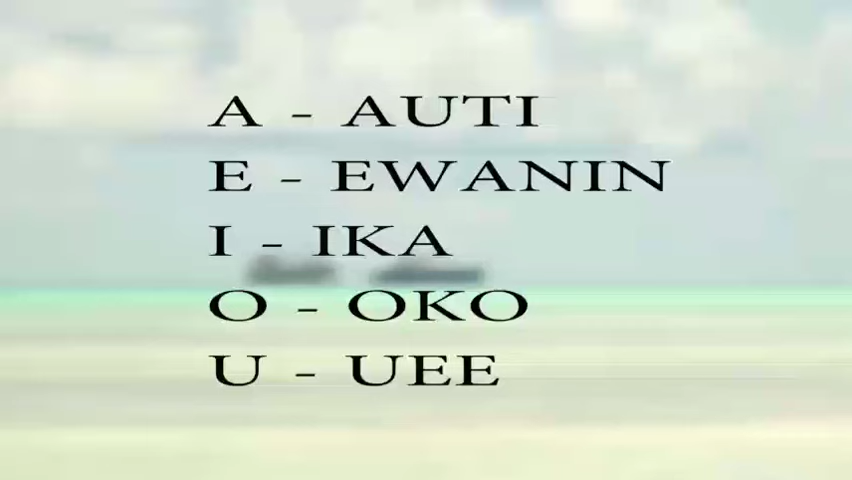 A - AUTI
E - EWANIN
I - IKA
O - OKO
U - UEE